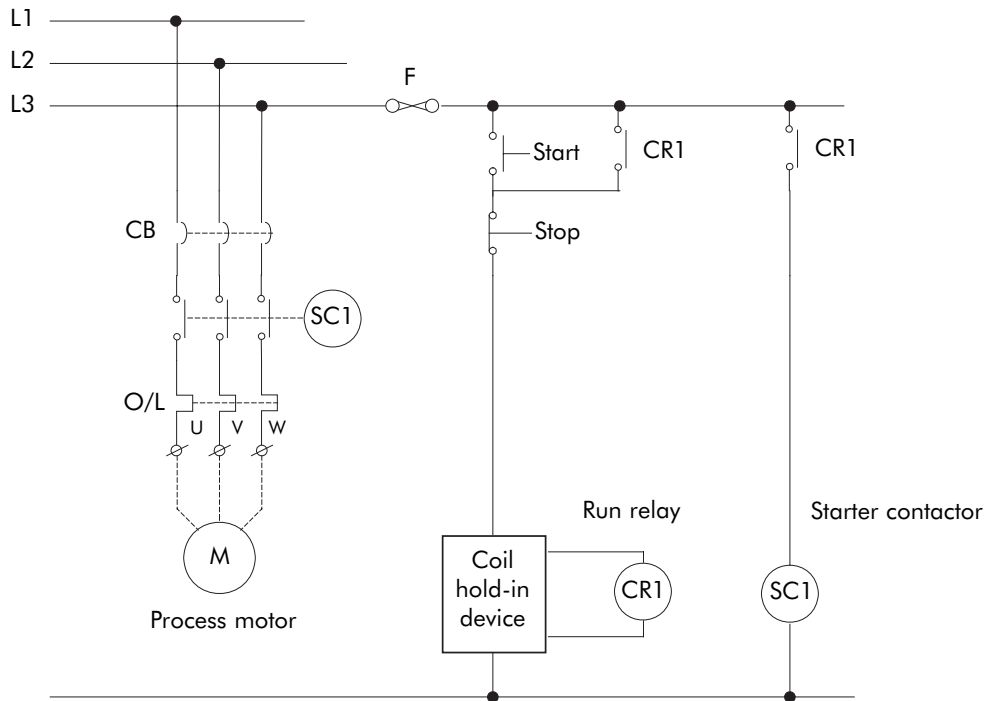 L1
L2
L3
F
Start
CR1
CR1
CB
Stop
SC1
O/L
U
V
W
Run relay
Starter contactor
M
Coil
hold-in
device
CR1
SC1
Process motor